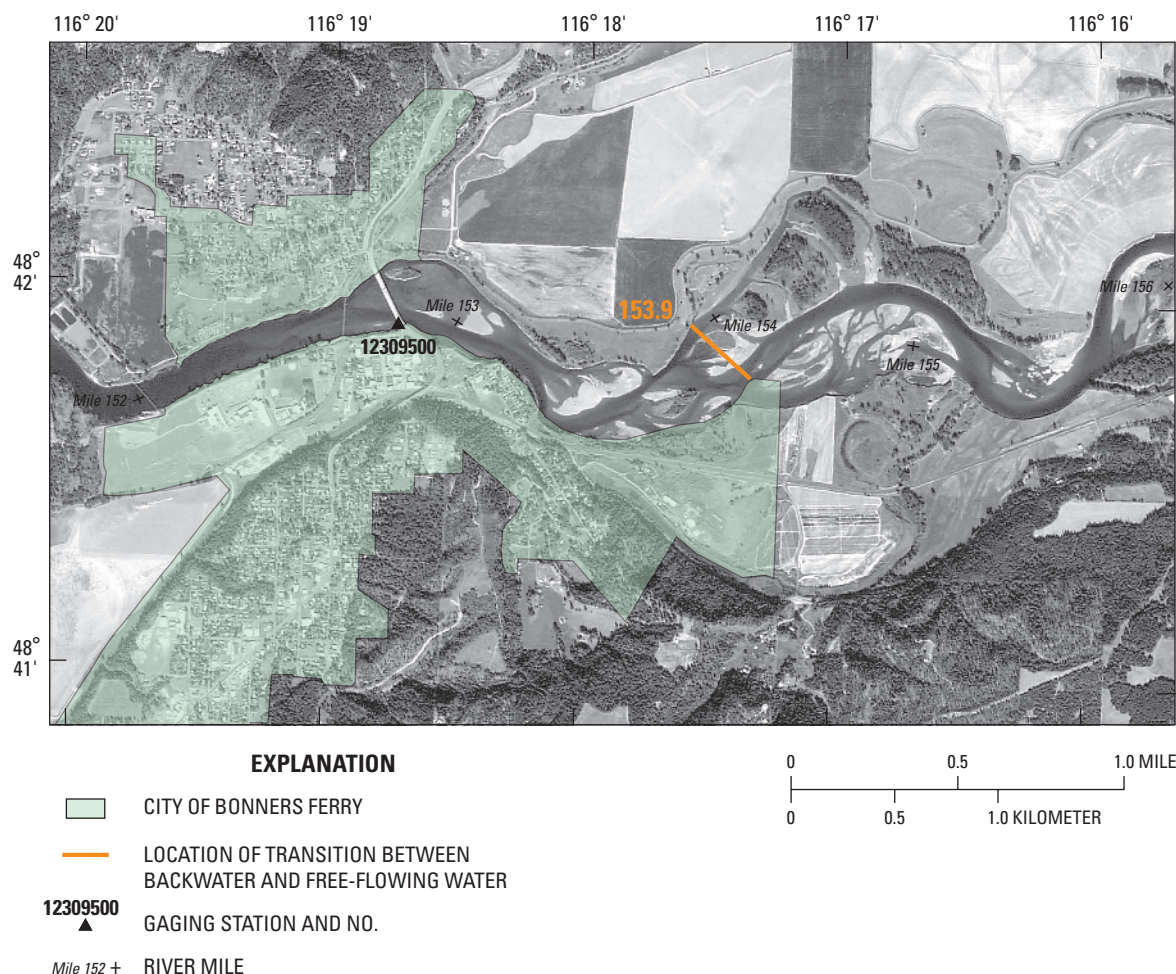 116° 20' 116° 19' 116° 18' 116° 17' 116° 16'
48°
42'
Mile 156
Mile 153
153.9
Mile 154
12309500
Mile 155
Mile 152
48°
41'
EXPLANATION
CITY OF BONNERS FERRY
LOCATION OF TRANSITION BETWEEN
BACKWATER AND FREE-FLOWING WATER
12309500
GAGING STATION AND NO.
Mile 152 + RIVER MILE
0 0.5 1.0 MILE
0 0.5 1.0 KILOMETER